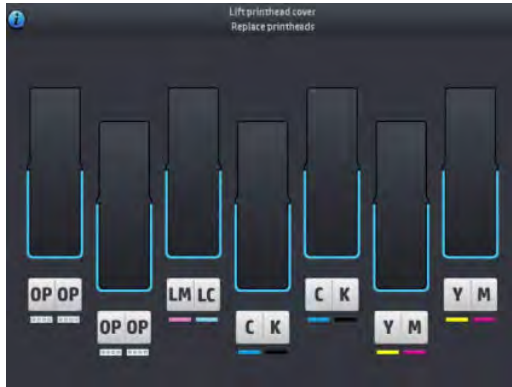 i
Lift printhead cover
Replace printheads
OP OP
OP OP
LM LC
C K
C K
Y M
Y M